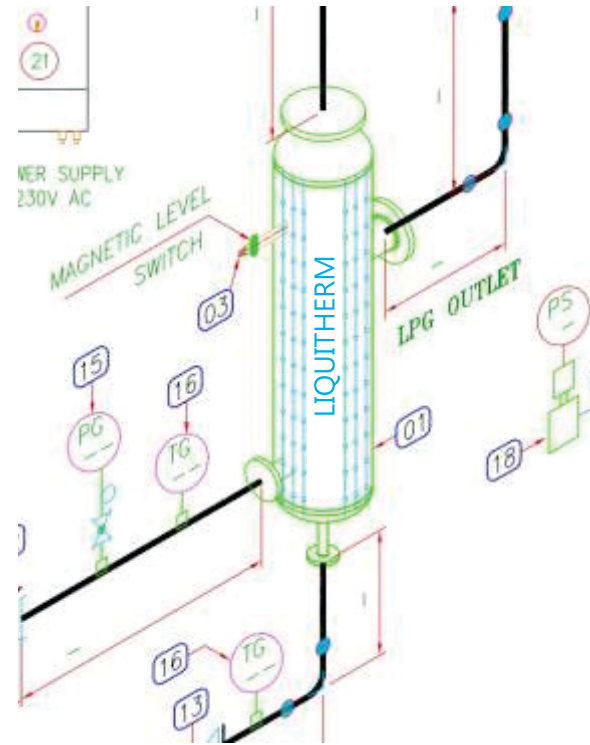 21
WER SUPPLY
230V AC
MAGNETIC LEVEL
SWITCH
03
LIQUITHERM
LPG OUTLET
PS
15
16
PG
TG
01
18
16
TG
13